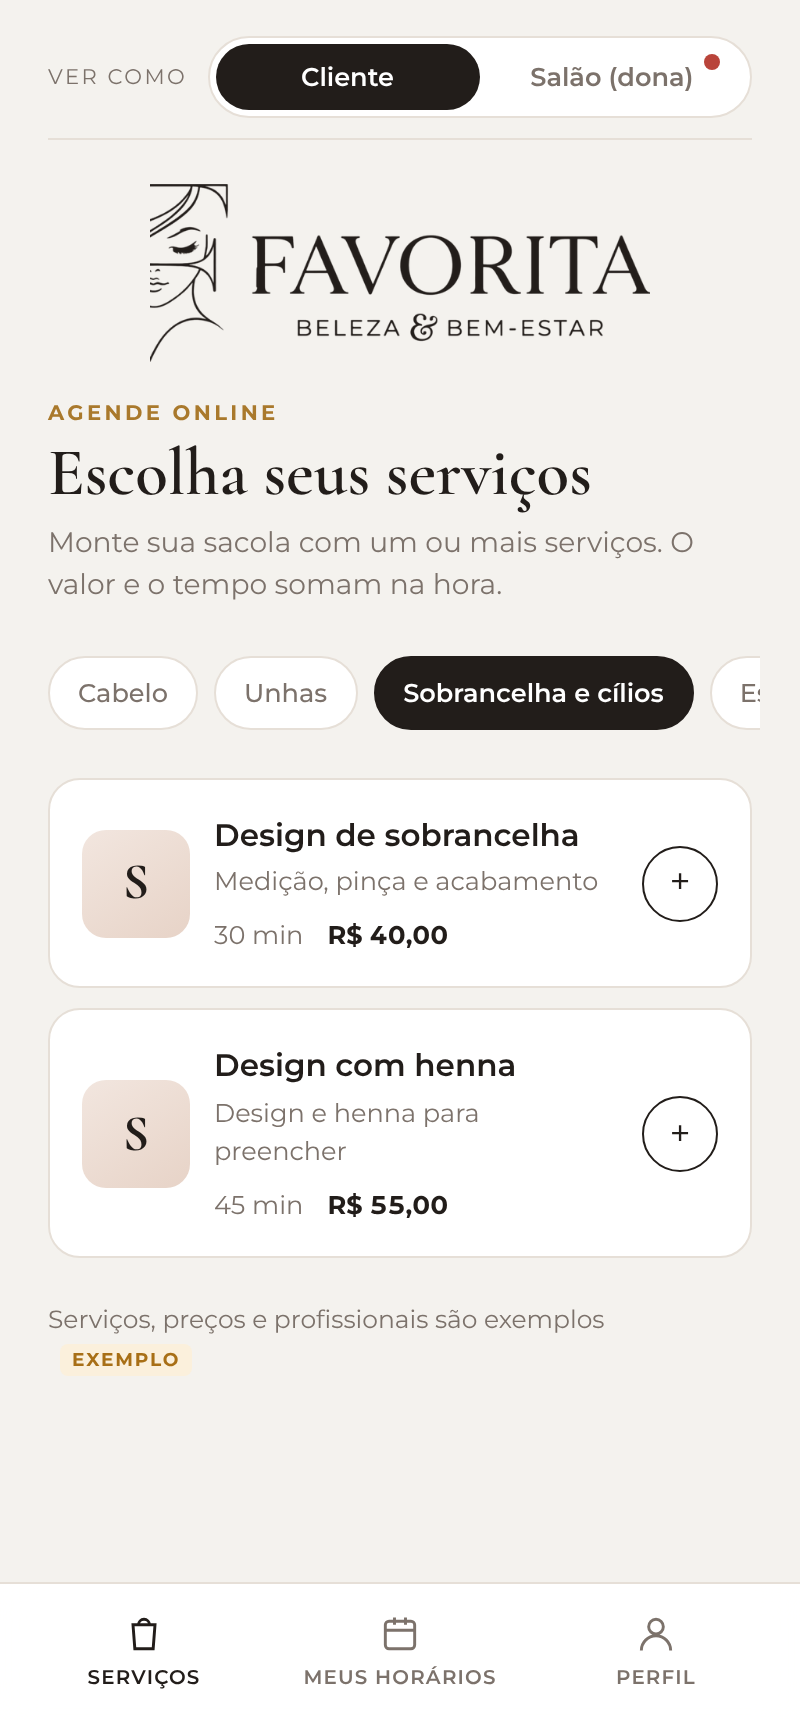 VER COMO
Cliente
Salão (dona)
FAVORITA
BELEZA & BEM-ESTAR
AGENDE ONLINE
Escolha seus serviços
Monte sua sacola com um ou mais serviços. O
valor e o tempo somam na hora.
Cabelo
Unhas
Sobrancelha e cílios
S
Design de sobrancelha
Medição, pinça e acabamento
30 min R$ 40,00
+
S
Design com henna
Design e henna para
preencher
45 min R$ 55,00
+
Serviços, preços e profissionais são exemplos
EXEMPLO
SERVIÇOS
MEUS HORÁRIOS
PERFIL